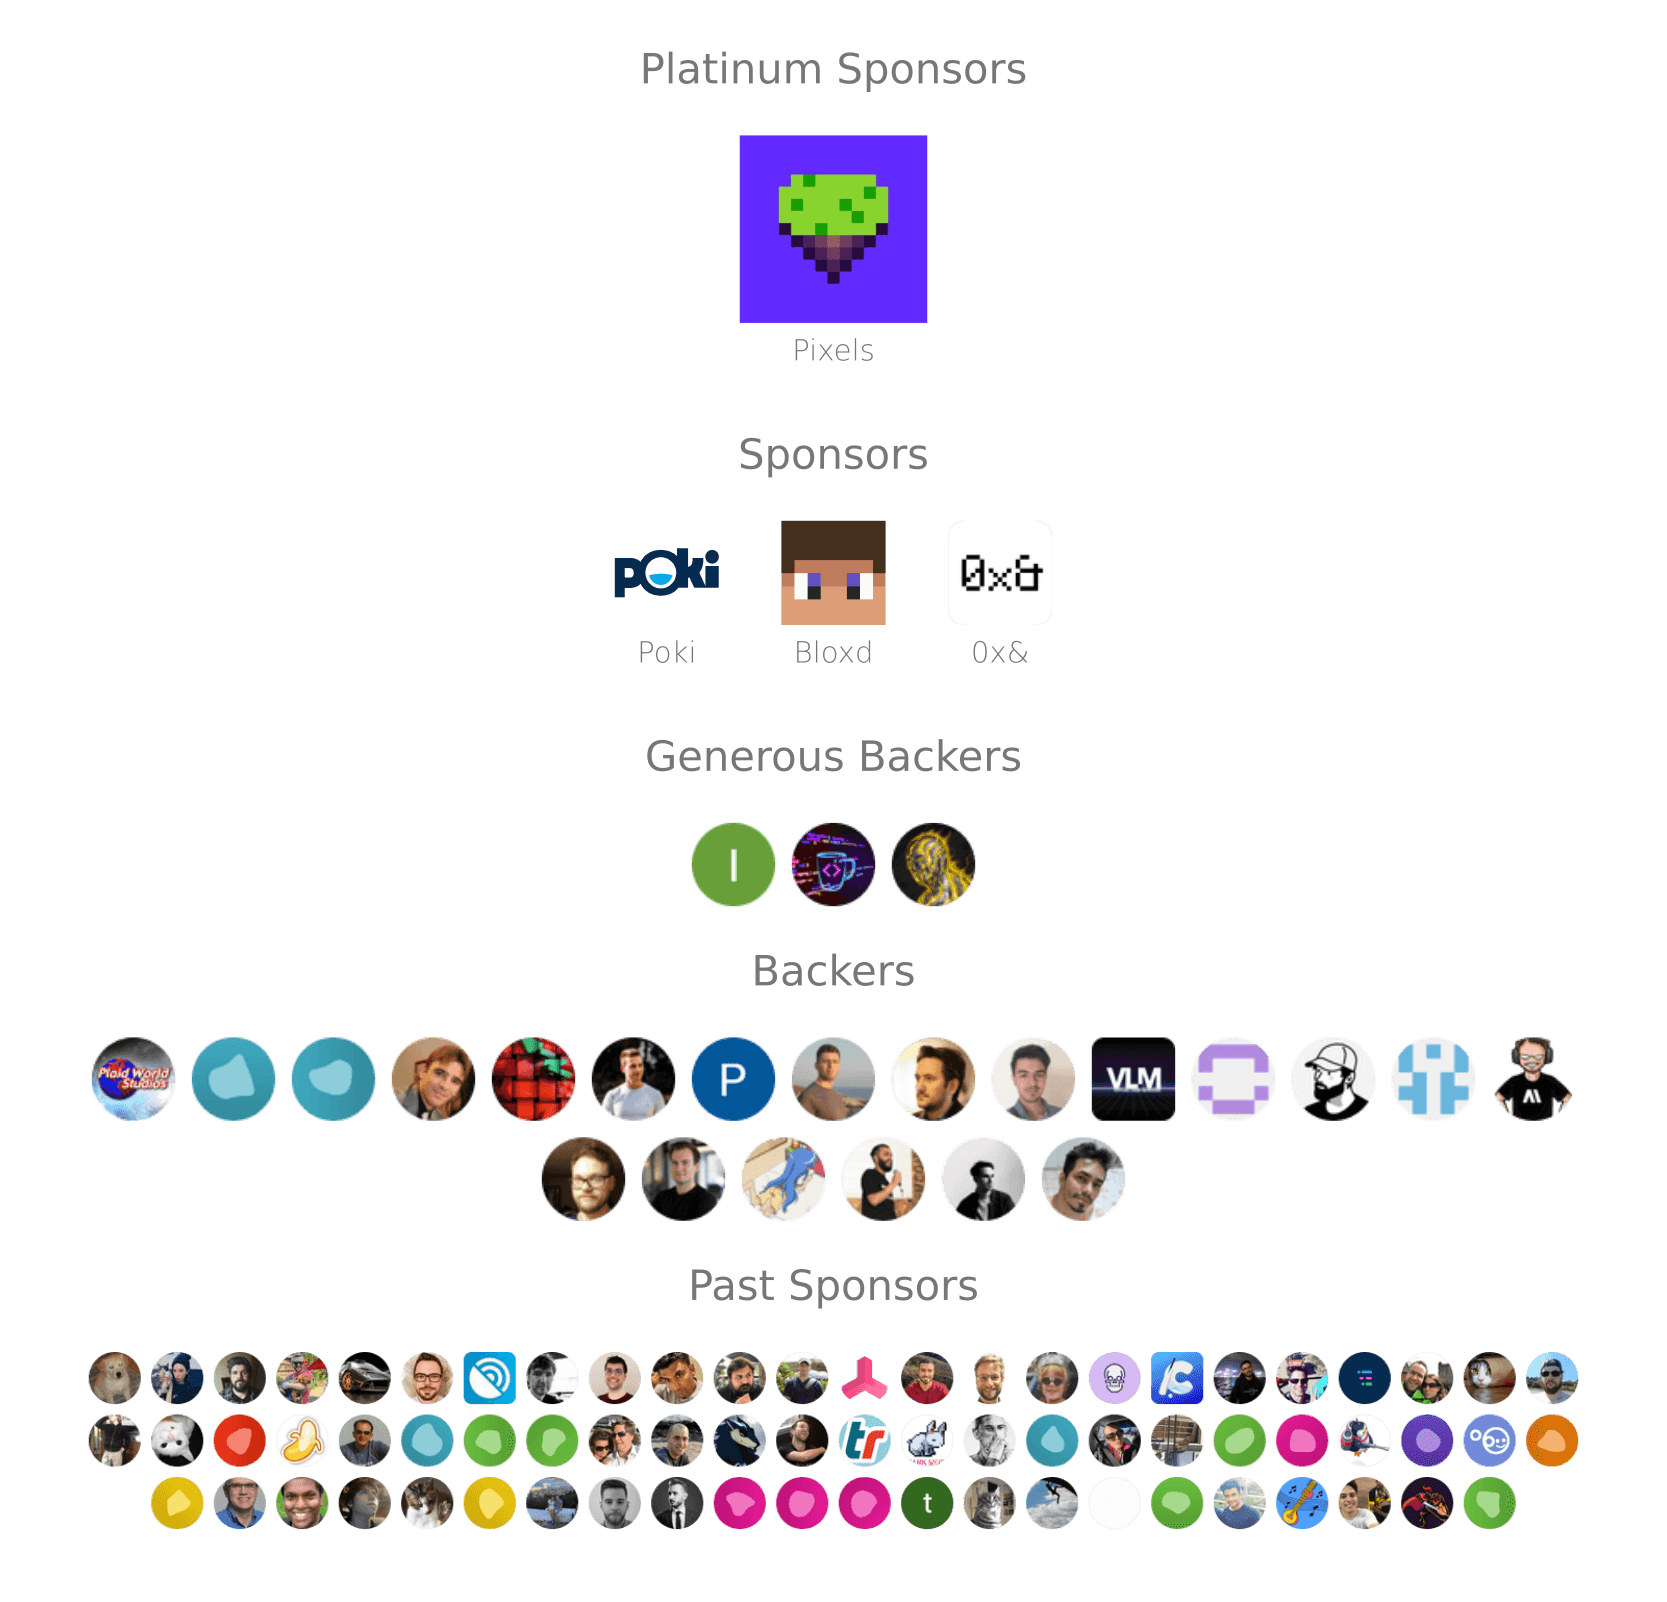 Platinum Sponsors
Pixels
Sponsors
poki
0x&
Poki
Bloxd
0x&
Generous Backers
I
<>
Backers
Plaid World
Studios
P
VLM
Past Sponsors
tr
t